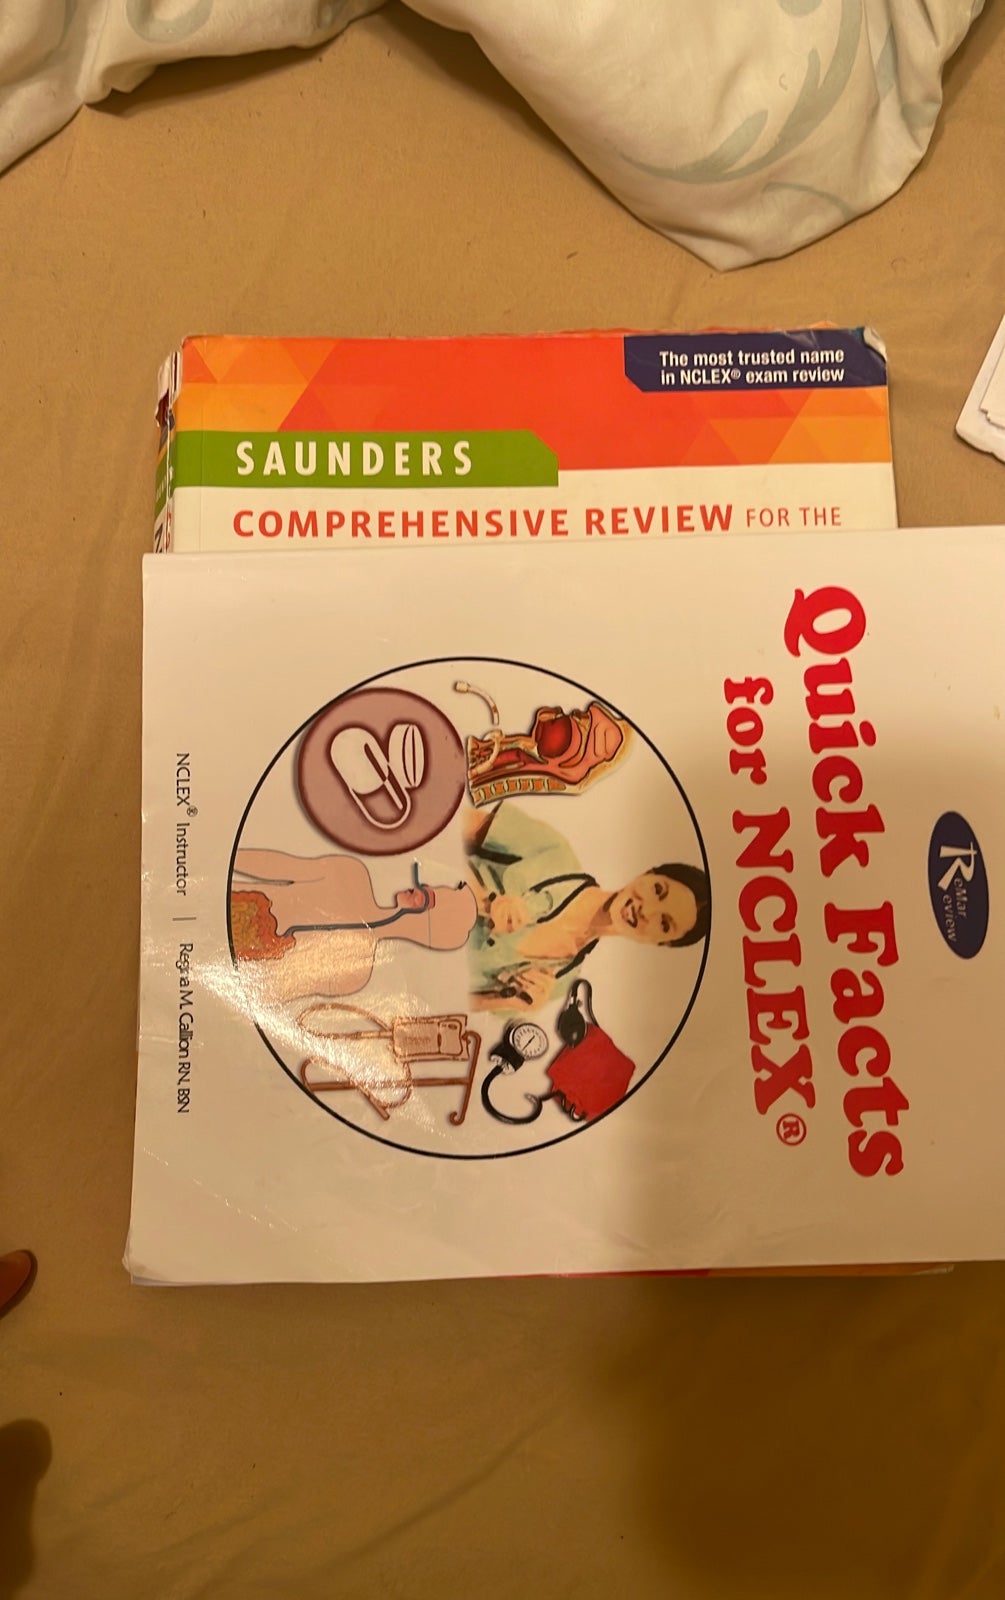 The most trusted name
in NCLEX® exam review
SAUNDERS
COMPREHENSIVE REVIEW FOR THE
ReMar
Review
Quick Facts
for NCLEX®
NCLEX® Instructor | Regina M. Callion RN, BSN